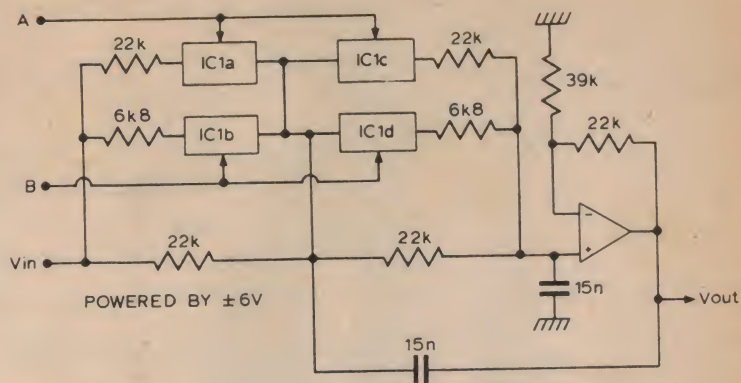 A
22k
IC1a
IC1c
22k
39k
6k8
IC1b
IC1d
6k8
22k
B
-
+
Vin
22k
22k
15n
Vout
POWERED BY ±6V
15n